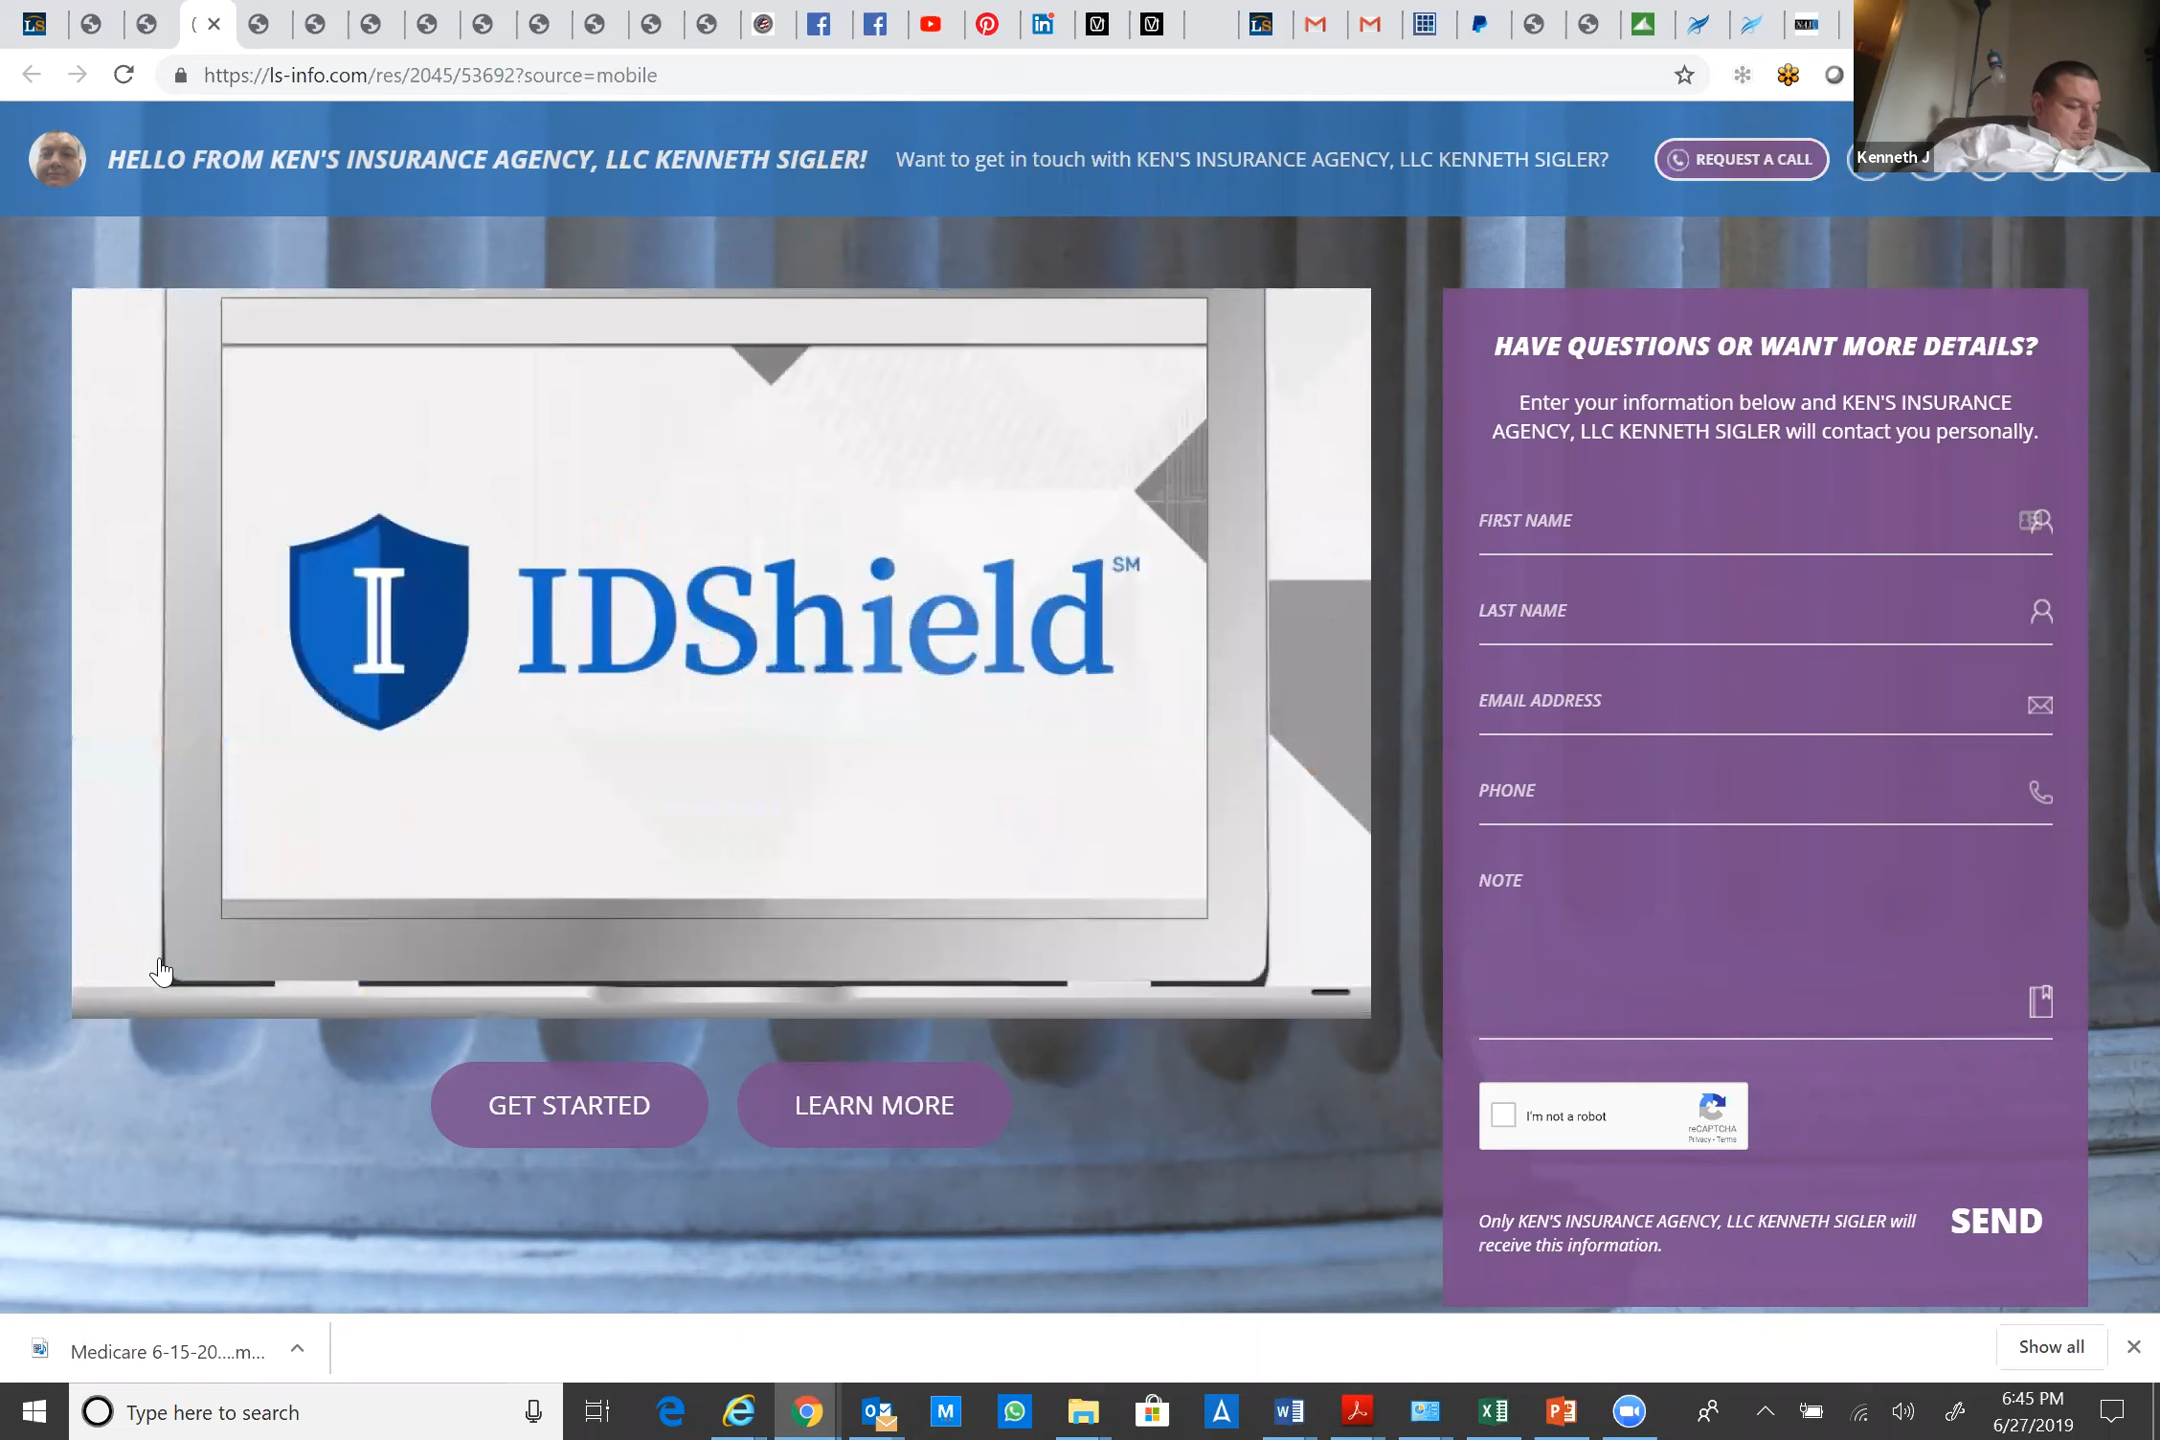 https://ls-info.com/res/2045/53692?source=mobile
Kenneth J
HELLO FROM KEN'S INSURANCE AGENCY, LLC KENNETH SIGLER!
Want to get in touch with KEN'S INSURANCE AGENCY, LLC KENNETH SIGLER?
REQUEST A CALL
I
IDShield SM
GET STARTED
LEARN MORE
HAVE QUESTIONS OR WANT MORE DETAILS?
Enter your information below and KEN'S INSURANCE
AGENCY, LLC KENNETH SIGLER will contact you personally.
FIRST NAME
LAST NAME
EMAIL ADDRESS
PHONE
NOTE
I'm not a robot
reCAPTCHA
Privacy - Terms
Only KEN'S INSURANCE AGENCY, LLC KENNETH SIGLER will
receive this information.
SEND
Medicare 6-15-20....m...
Show all
Type here to search
6:45 PM
6/27/2019